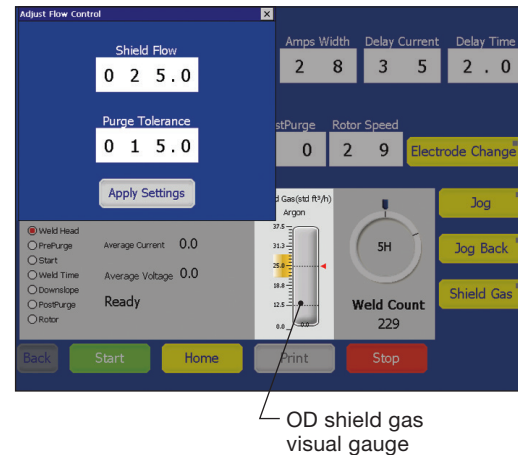 Adjust Flow Control
Shield Flow
0 2 5.0
Purge Tolerance
0 1 5.0
Apply Settings
Amps Width Delay Current Delay Time
2 8 3 5 2 . 0
stPurge Rotor Speed
0 2 9 Electrode Change
d Gas(std ft³/h)
Argon
37.5
31.3
25.0
18.8
12.5
0.0 0.0
5H
Weld Count
229
Jog
Jog Back
Shield Gas
Weld Head
PrePurge Average Current 0.0
Start
Weld Time Average Voltage 0.0
Downslope
PostPurge Ready
Rotor
Back Start Home Print Stop
OD shield gas
visual gauge